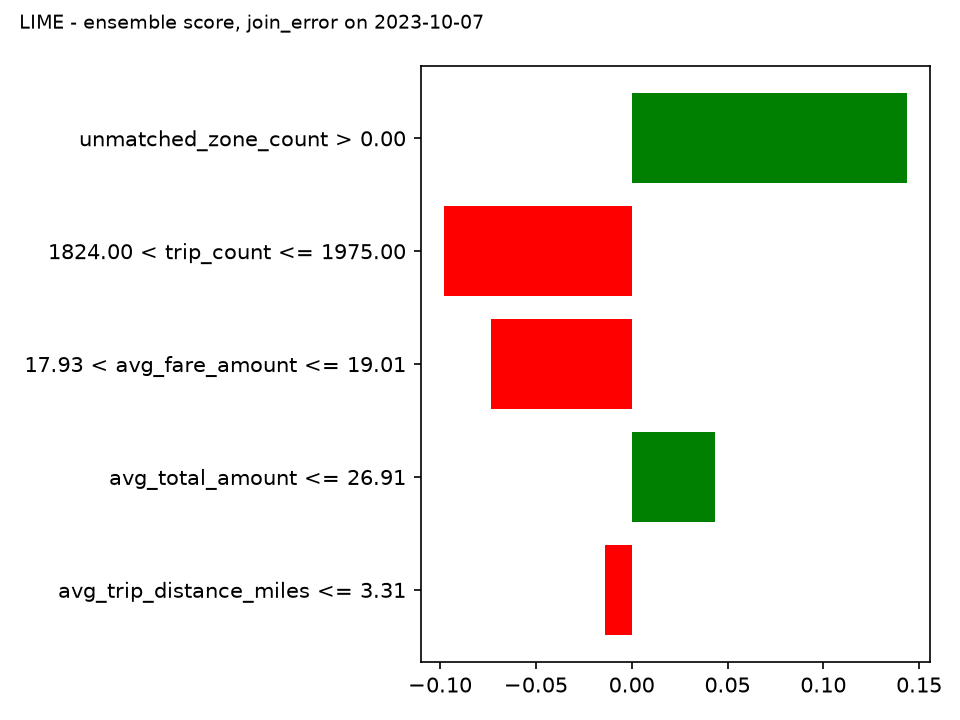 LIME - ensemble score, join_error on 2023-10-07
unmatched_zone_count > 0.00
1824.00 < trip_count <= 1975.00
17.93 < avg_fare_amount <= 19.01
avg_total_amount <= 26.91
avg_trip_distance_miles <= 3.31
−0.10 −0.05 0.00 0.05 0.10 0.15